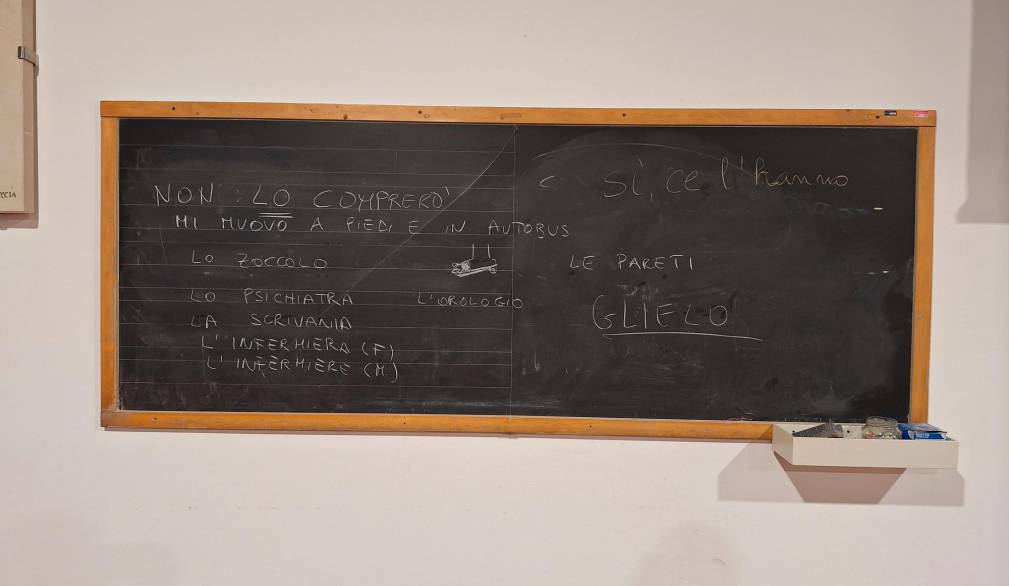 NON LO COMPRERÒ
MI MUOVO A PIEDI E IN AUTOBUS
LO ZOCCOLO
LO PSICHIATRA
L'OROLOGIO
LA SCRIVANIA
L'INFERMIERA (F)
L'INFERMIERE (M)
sì, ce l'hanno
LE PARETI
GLIELO